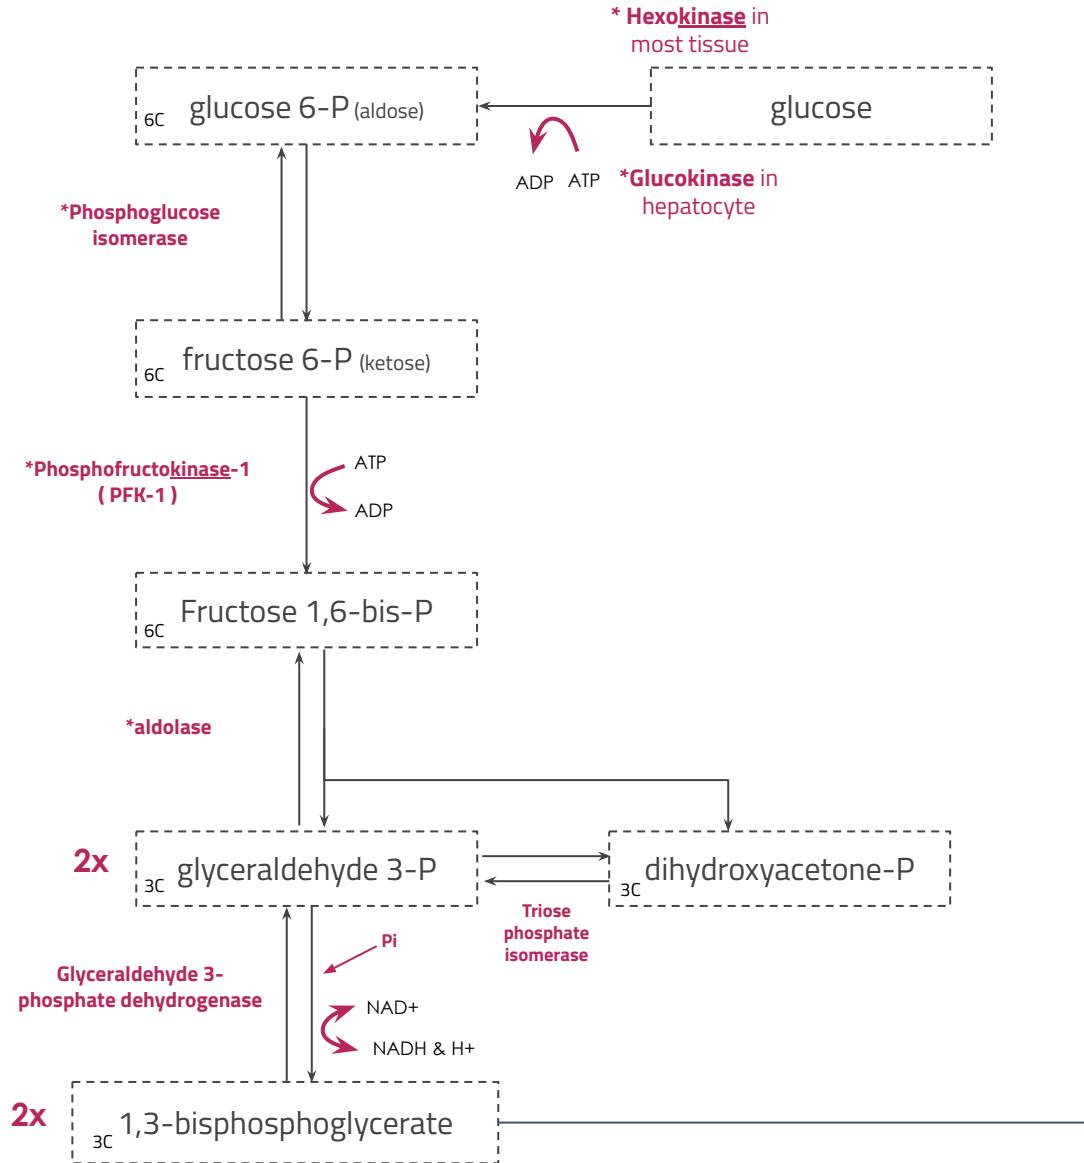 * Hexokinase in
most tissue
6C glucose 6-P (aldose)
glucose
ADP ATP
*Glucokinase in
hepatocyte
*Phosphoglucose
isomerase
6C fructose 6-P (ketose)
*Phosphofructokinase-1
( PFK-1 )
ATP
ADP
6C Fructose 1,6-bis-P
*aldolase
2x
3C glyceraldehyde 3-P
3C dihydroxyacetone-P
Triose
phosphate
isomerase
Pi
Glyceraldehyde 3-
phosphate dehydrogenase
NAD+
NADH & H+
2x
3C 1,3-bisphosphoglycerate